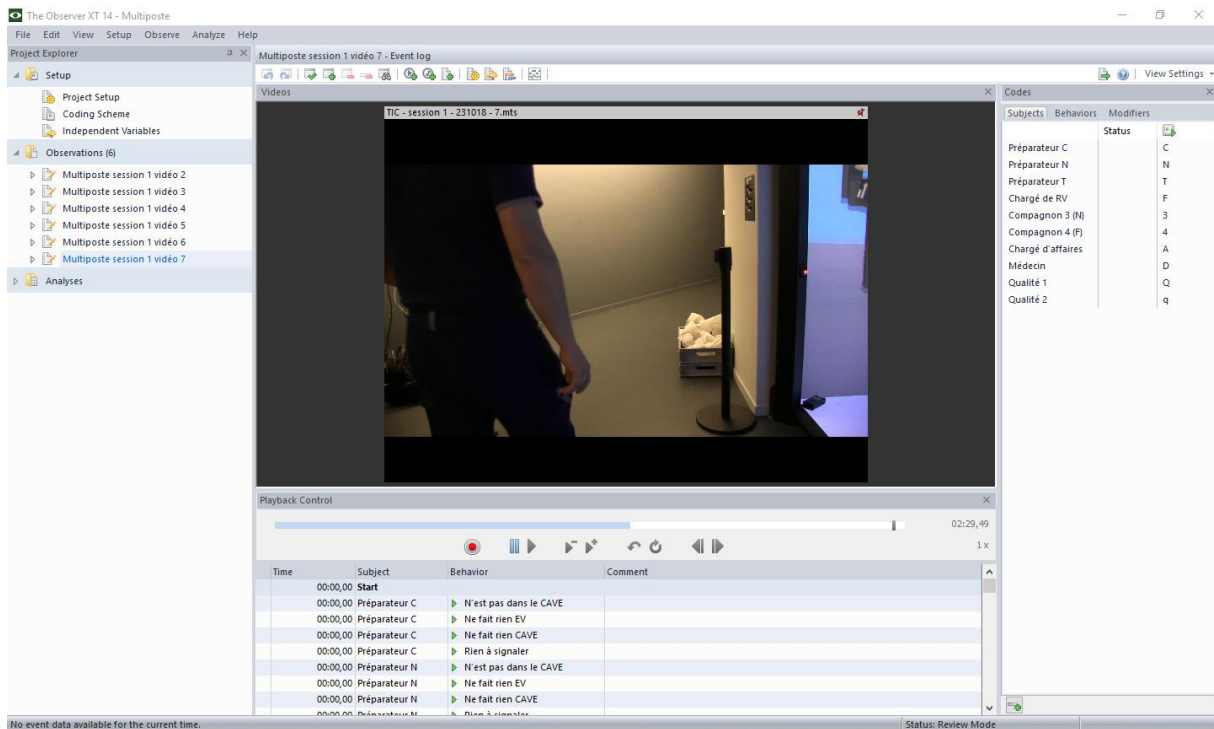 The Observer XT 14 - Multiposte
File Edit View Setup Observe Analyze Help
Project Explorer
Setup
Project Setup
Coding Scheme
Independent Variables
Observations (6)
Multiposte session 1 vidéo 2
Multiposte session 1 vidéo 3
Multiposte session 1 vidéo 4
Multiposte session 1 vidéo 5
Multiposte session 1 vidéo 6
Multiposte session 1 vidéo 7
Analyses
Multiposte session 1 vidéo 7 - Event log
View Settings
Videos
TIC - session 1 - 231018 - 7.mts
Playback Control
02:29,49
1 x
Time Subject Behavior Comment
00:00,00 Start
00:00,00 Préparateur C N'est pas dans le CAVE
00:00,00 Préparateur C Ne fait rien EV
00:00,00 Préparateur C Ne fait rien CAVE
00:00,00 Préparateur C Rien à signaler
00:00,00 Préparateur N N'est pas dans le CAVE
00:00,00 Préparateur N Ne fait rien EV
00:00,00 Préparateur N Ne fait rien CAVE
00:00,00 Préparateur N Rien à signaler
Codes
Subjects Behaviors Modifiers
Status
Préparateur C C
Préparateur N N
Préparateur T T
Chargé de RV F
Compagnon 3 (N) 3
Compagnon 4 (F) 4
Chargé d'affaires A
Médecin D
Qualité 1 Q
Qualité 2 q
No event data available for the current time.
Status: Review Mode